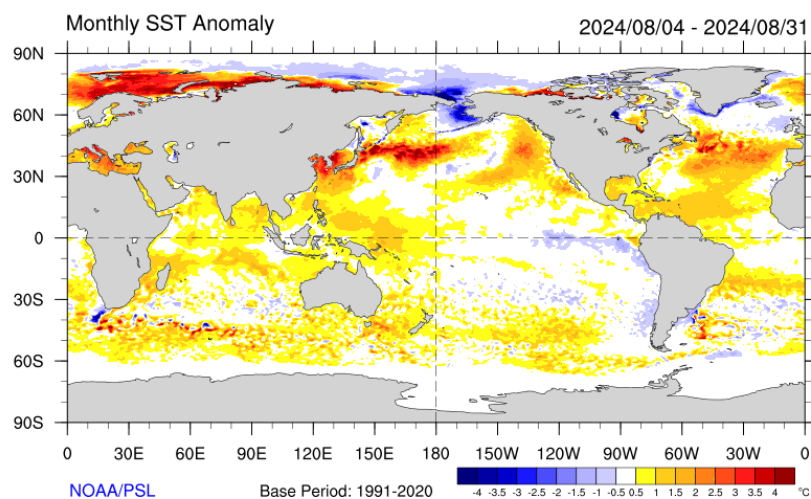 Monthly SST Anomaly
2024/08/04 - 2024/08/31
90N
60N
30N
0
30S
60S
90S
0 30E 60E 90E 120E 150E 180 150W 120W 90W 60W 30W 0
NOAA/PSL
Base Period: 1991-2020
-4 -3.5 -3 -2.5 -2 -1.5 -1 -0.5 0.5 1 1.5 2 2.5 3 3.5 4 °C